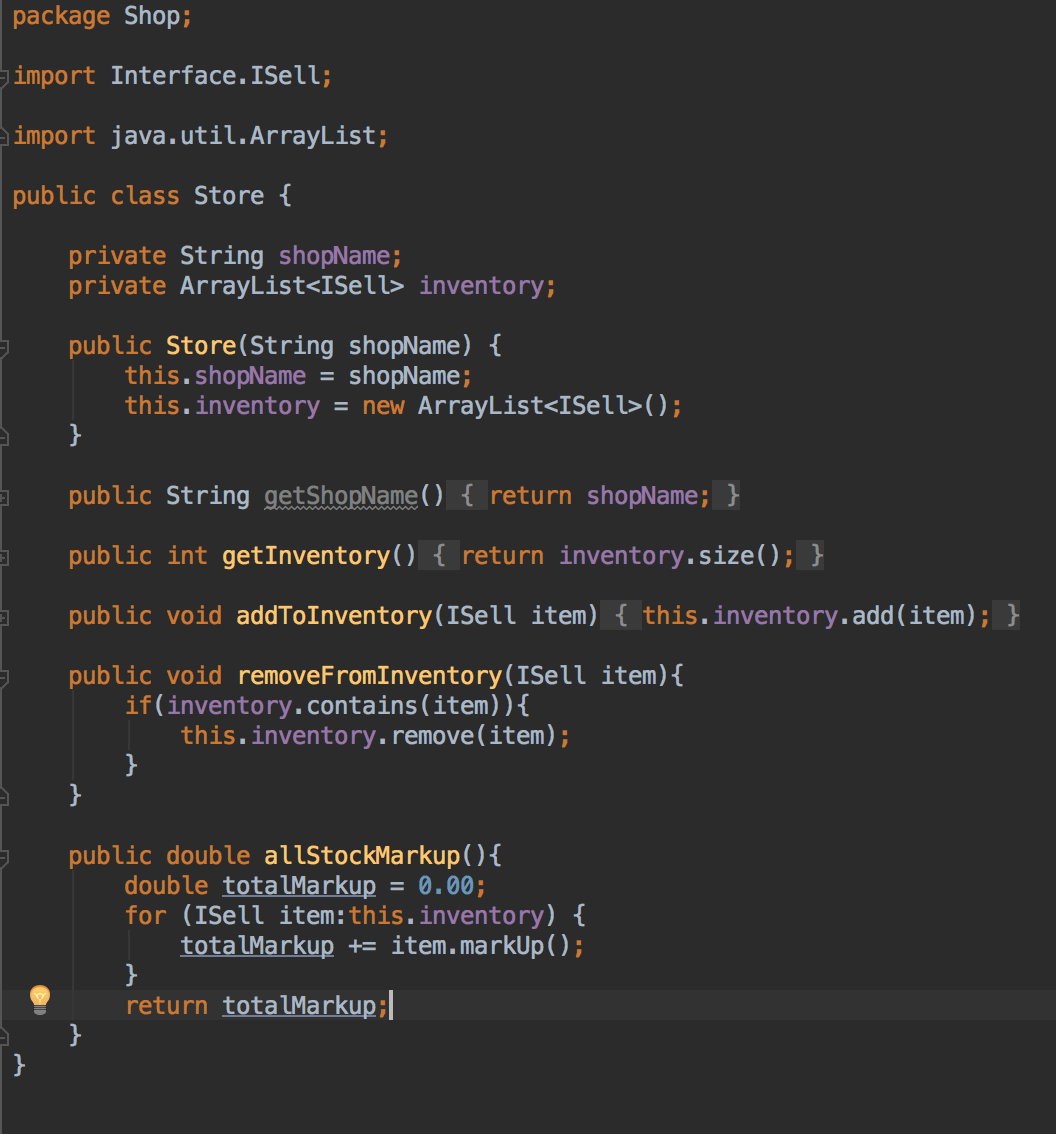 package Shop;
import Interface.ISell;
import java.util.ArrayList;
public class Store {
private String shopName;
private ArrayList<ISell> inventory;
public Store(String shopName) {
this.shopName = shopName;
this.inventory = new ArrayList<ISell>();
}
public String getShopName() { return shopName; }
public int getInventory() { return inventory.size(); }
public void addToInventory(ISell item) { this.inventory.add(item); }
public void removeFromInventory(ISell item){
if(inventory.contains(item)){
this.inventory.remove(item);
}
}
public double allStockMarkup(){
double totalMarkup = 0.00;
for (ISell item:this.inventory) {
totalMarkup += item.markUp();
}
return totalMarkup;
}
}